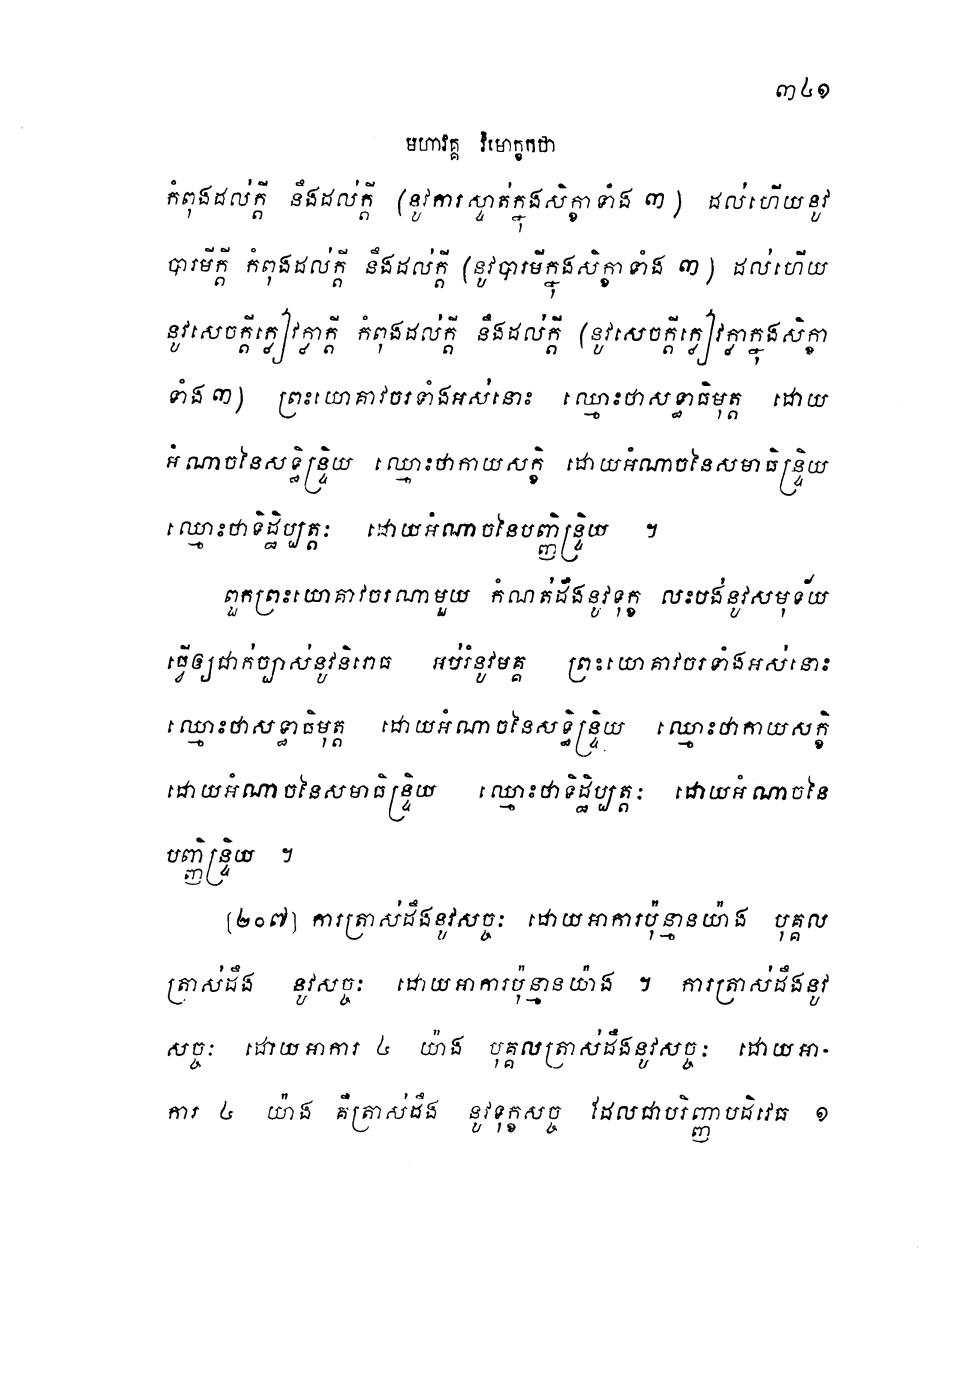 ៣៤១
មហាវគ្គ វិមោក្ខកថា
កំពុងដល់ក្តី នឹងដល់ក្តី (នូវការស្ទាត់ក្នុងសិក្ខាទាំង ៣) ដល់ហើយនូវ
បារមីក្តី កំពុងដល់ក្តី នឹងដល់ក្តី (នូវបារមីក្នុងសិក្ខាទាំង ៣) ដល់ហើយ
នូវសេចក្តីក្លៀវក្លាក្តី កំពុងដល់ក្តី នឹងដល់ក្តី (នូវសេចក្តីក្លៀវក្លាក្នុងសិក្ខា
ទាំង៣) ព្រះយោគាវចរទាំងអស់នោះ ឈ្មោះថាសទ្ធាធិមុត្ត ដោយ
អំណាចនៃសទ្ធិន្ទ្រិយ ឈ្មោះថាកាយសក្ខិ ដោយអំណាចនៃសមាធិន្ទ្រិយ
ឈ្មោះថាទិដ្ឋិប្បត្តៈ ដោយអំណាចនៃបញ្ញិន្ទ្រិយ ។
ពួកព្រះយោគាវចរណាមួយ កំណត់ដឹងនូវទុក្ខ លះបង់នូវសមុទ័យ
ធ្វើឲ្យជាក់ច្បាស់នូវនិរោធ អប់រំនូវមគ្គ ព្រះយោគាវចរទាំងអស់នោះ
ឈ្មោះថាសទ្ធាធិមុត្ត ដោយអំណាចនៃសទ្ធិន្ទ្រិយ ឈ្មោះថាកាយសក្ខិ
ដោយអំណាចនៃសមាធិន្ទ្រិយ ឈ្មោះថាទិដ្ឋិប្បត្តៈ ដោយអំណាចនៃ
បញ្ញិន្ទ្រិយ ។
(២០៧) ការត្រាស់ដឹងនូវសច្ចៈ ដោយអាការប៉ុន្មានយ៉ាង បុគ្គល
ត្រាស់ដឹង នូវសច្ចៈ ដោយអាការប៉ុន្មានយ៉ាង ។ ការត្រាស់ដឹងនូវ
សច្ចៈ ដោយអាការ ៤ យ៉ាង បុគ្គលត្រាស់ដឹងនូវសច្ចៈ ដោយអា-
ការ ៤ យ៉ាង គឺត្រាស់ដឹង នូវទុក្ខសច្ច ដែលជាបរិញ្ញាបដិវេធ ១